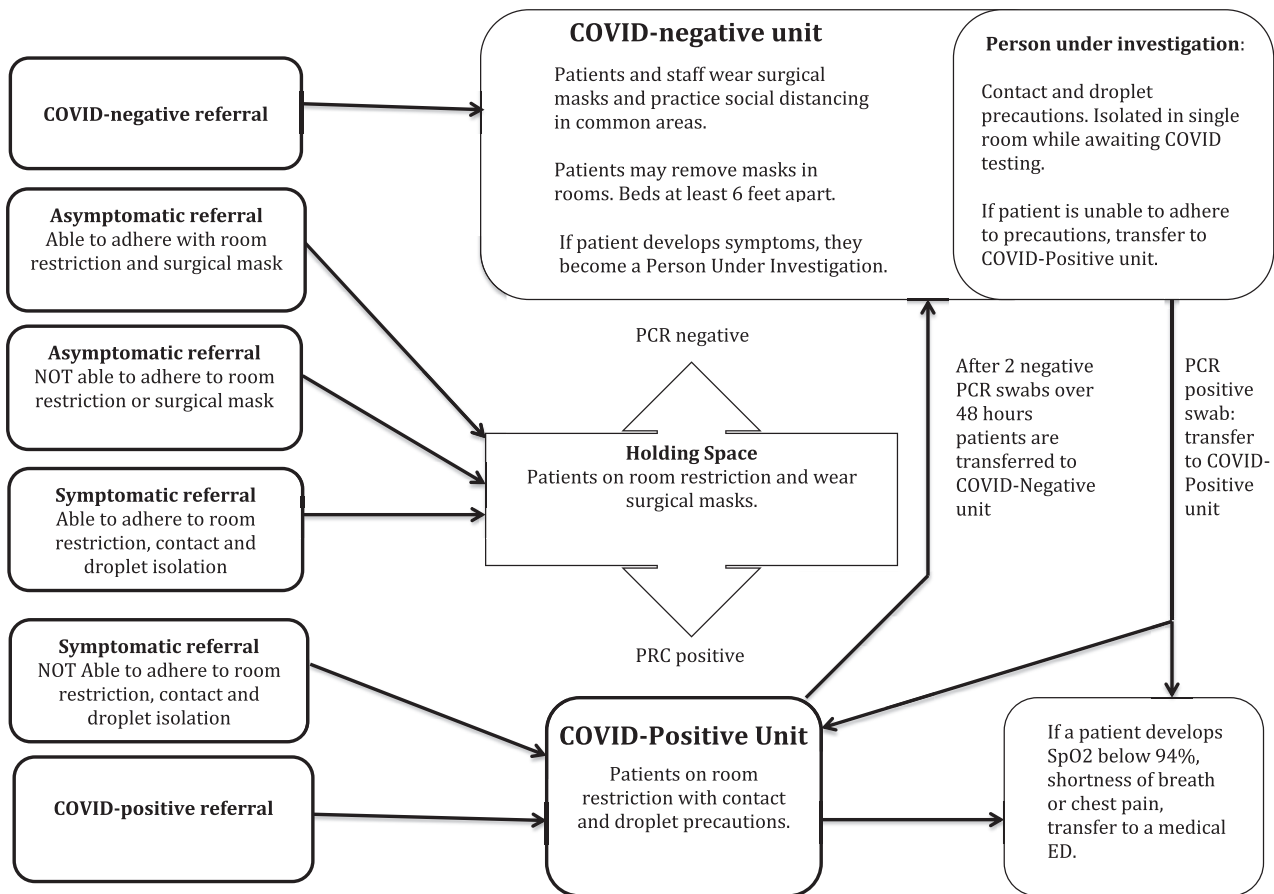 COVID-negative referral
Asymptomatic referral
Able to adhere with room
restriction and surgical mask
Asymptomatic referral
NOT able to adhere to room
restriction or surgical mask
Symptomatic referral
Able to adhere to room
restriction, contact and
droplet isolation
Symptomatic referral
NOT Able to adhere to room
restriction, contact and
droplet isolation
COVID-positive referral
COVID-negative unit
Patients and staff wear surgical
masks and practice social distancing
in common areas.
Patients may remove masks in
rooms. Beds at least 6 feet apart.
If patient develops symptoms, they
become a Person Under Investigation.
Person under investigation:
Contact and droplet
precautions. Isolated in single
room while awaiting COVID
testing.
If patient is unable to adhere
to precautions, transfer to
COVID-Positive unit.
PCR negative
Holding Space
Patients on room restriction and wear
surgical masks.
PRC positive
After 2 negative
PCR swabs over
48 hours
patients are
transferred to
COVID-Negative
unit
PCR
positive
swab:
transfer
to COVID-
Positive
unit
COVID-Positive Unit
Patients on room
restriction with contact
and droplet precautions.
If a patient develops
SpO2 below 94%,
shortness of breath
or chest pain,
transfer to a medical
ED.